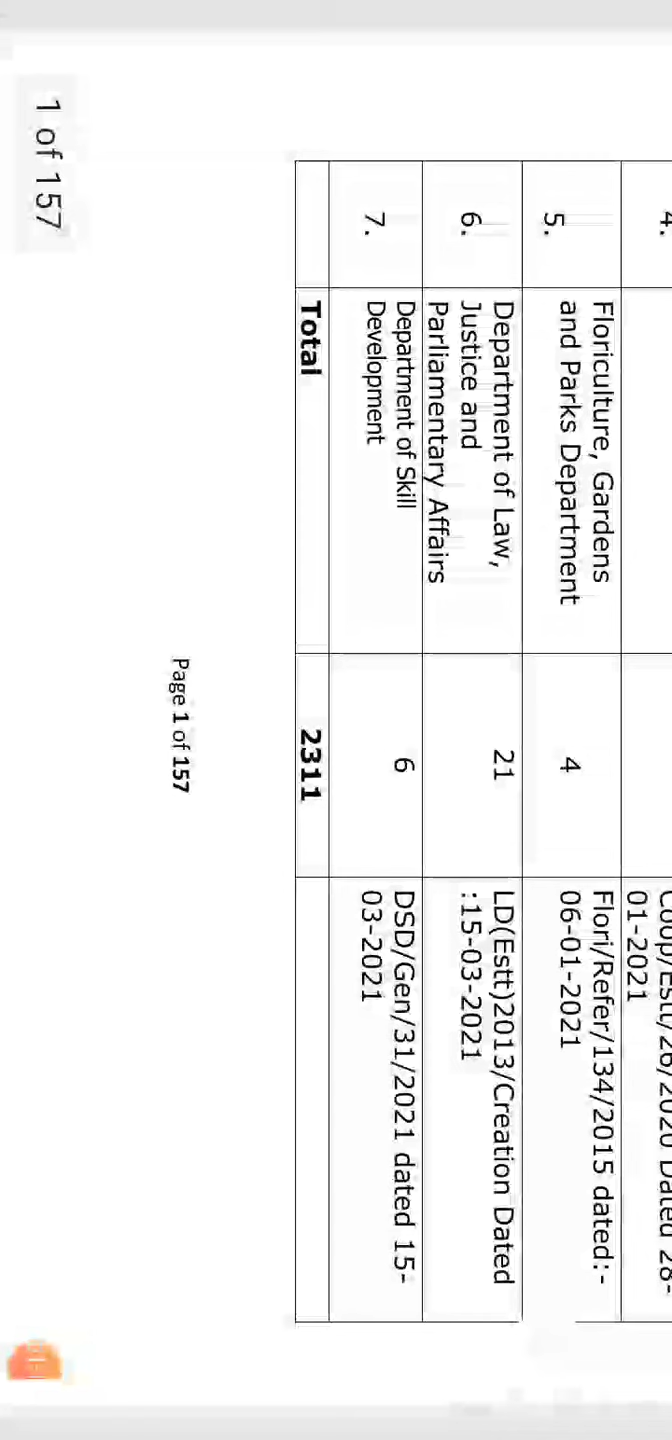 4.
Coop/Estt/26/2020 Dated 28-
01-2021
5.
Floriculture, Gardens
and Parks Department
4
Flori/Refer/134/2015 dated:-
06-01-2021
6.
Department of Law,
Justice and
Parliamentary Affairs
21
LD(Estt)2013/Creation Dated
:15-03-2021
7.
Department of Skill
Development
6
DSD/Gen/31/2021 dated 15-
03-2021
Total
2311
Page 1 of 157
1 of 157